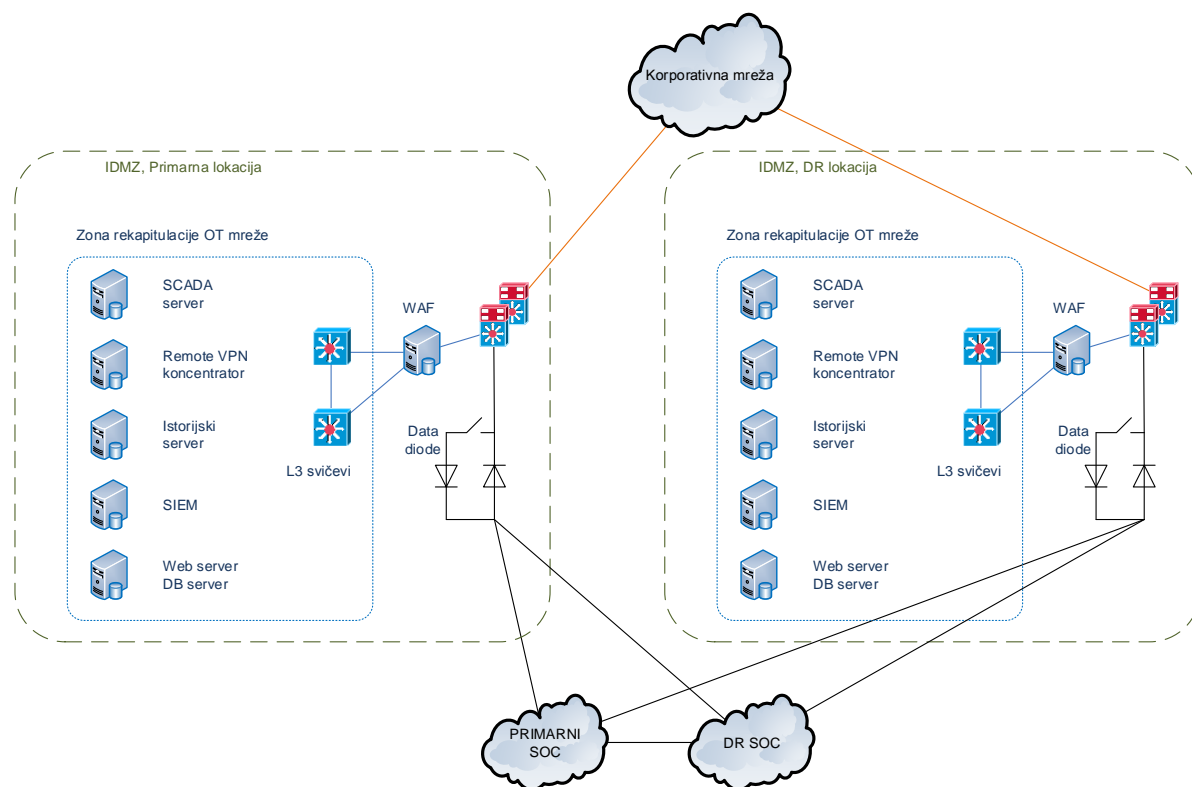 Korporativna mreža
IDMZ, Primarna lokacija
Zona rekapitulacije OT mreže
SCADA
server
Remote VPN
koncentrator
Istorijski
server
SIEM
Web server
DB server
L3 svičevi
WAF
Data
diode
IDMZ, DR lokacija
Zona rekapitulacije OT mreže
SCADA
server
Remote VPN
koncentrator
Istorijski
server
SIEM
Web server
DB server
L3 svičevi
WAF
Data
diode
PRIMARNI
SOC
DR SOC